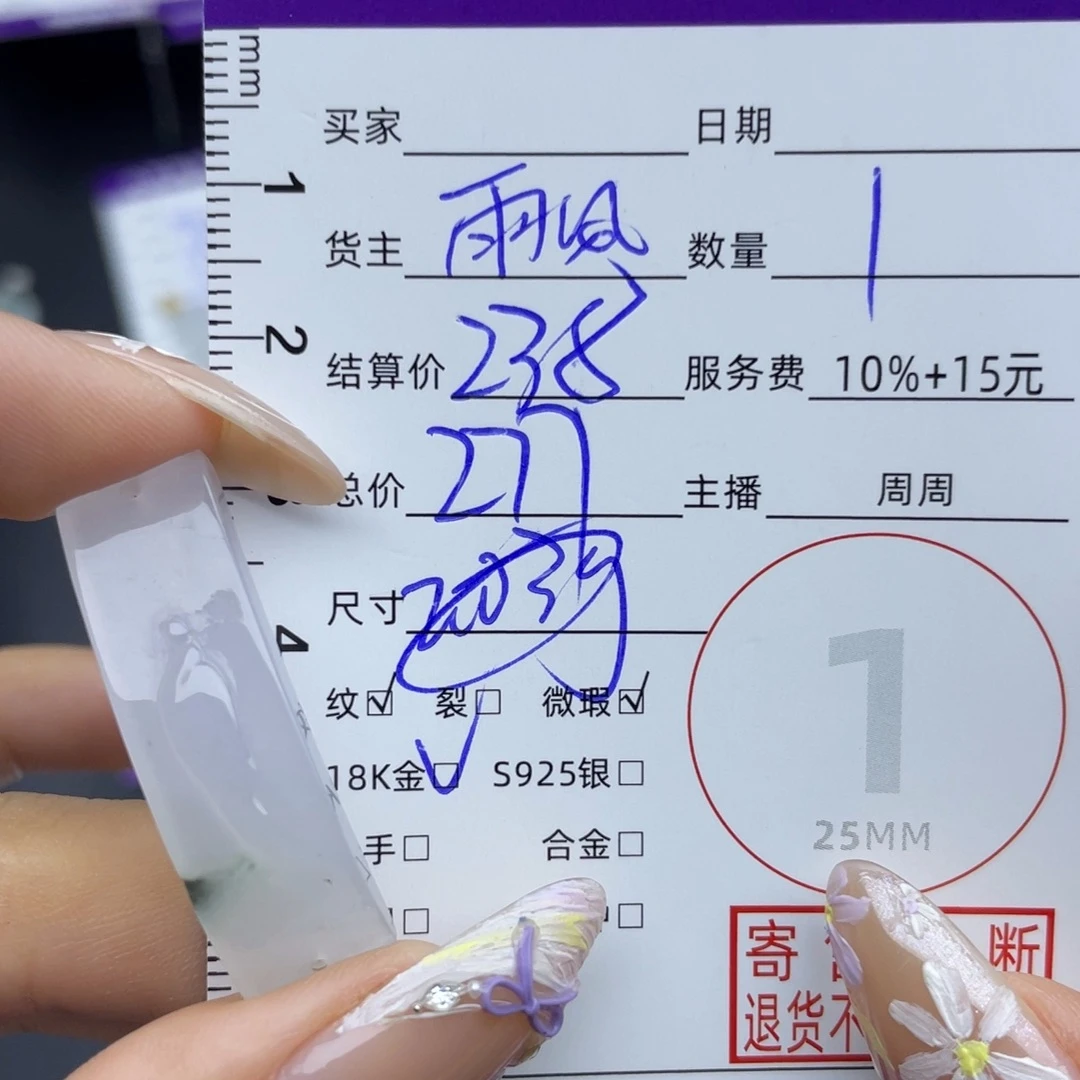 mm
买家 日期
1
货主 雨 数量 1
2
结算价 238 服务费 10%+15元
总价 277 主播 周周
尺寸
4
纹☑ 裂☐ 微瑕☑
1
25MM
18K金☑ S925银☐
手☐ 合金☐
☐ ☐
寄 断
退货不